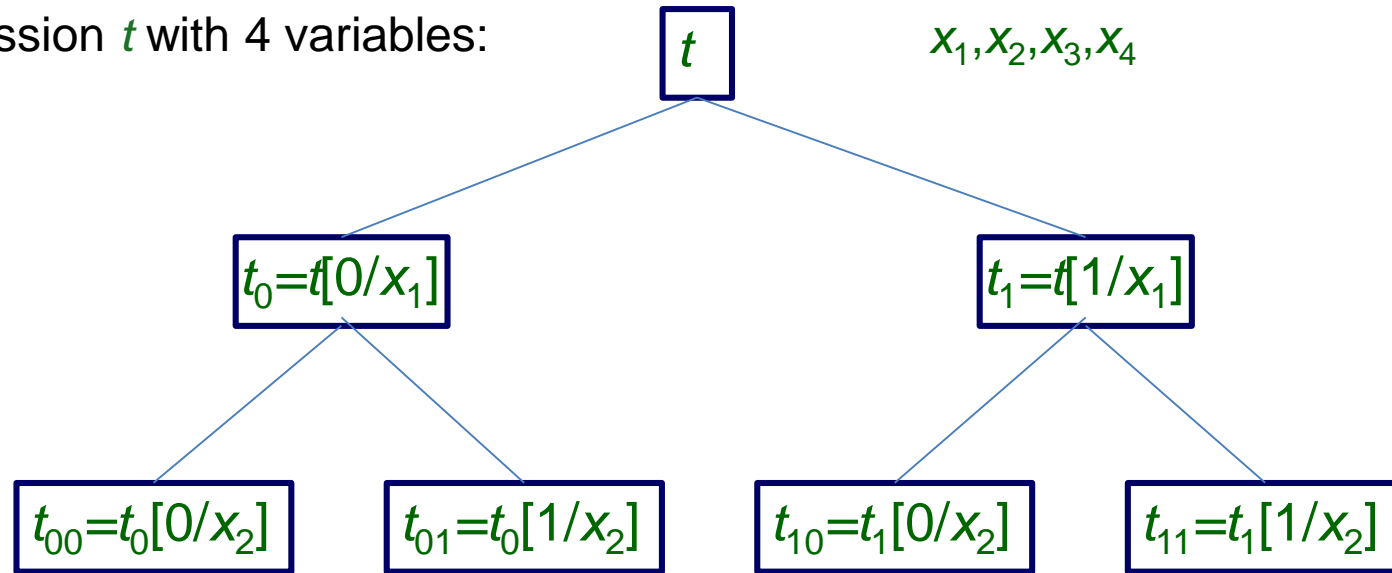 ssion t with 4 variables:
t
x₁,x₂,x₃,x₄
t₀=t[0/x₁]
t₁=t[1/x₁]
t₀₀=t₀[0/x₂]
t₀₁=t₀[1/x₂]
t₁₀=t₁[0/x₂]
t₁₁=t₁[1/x₂]